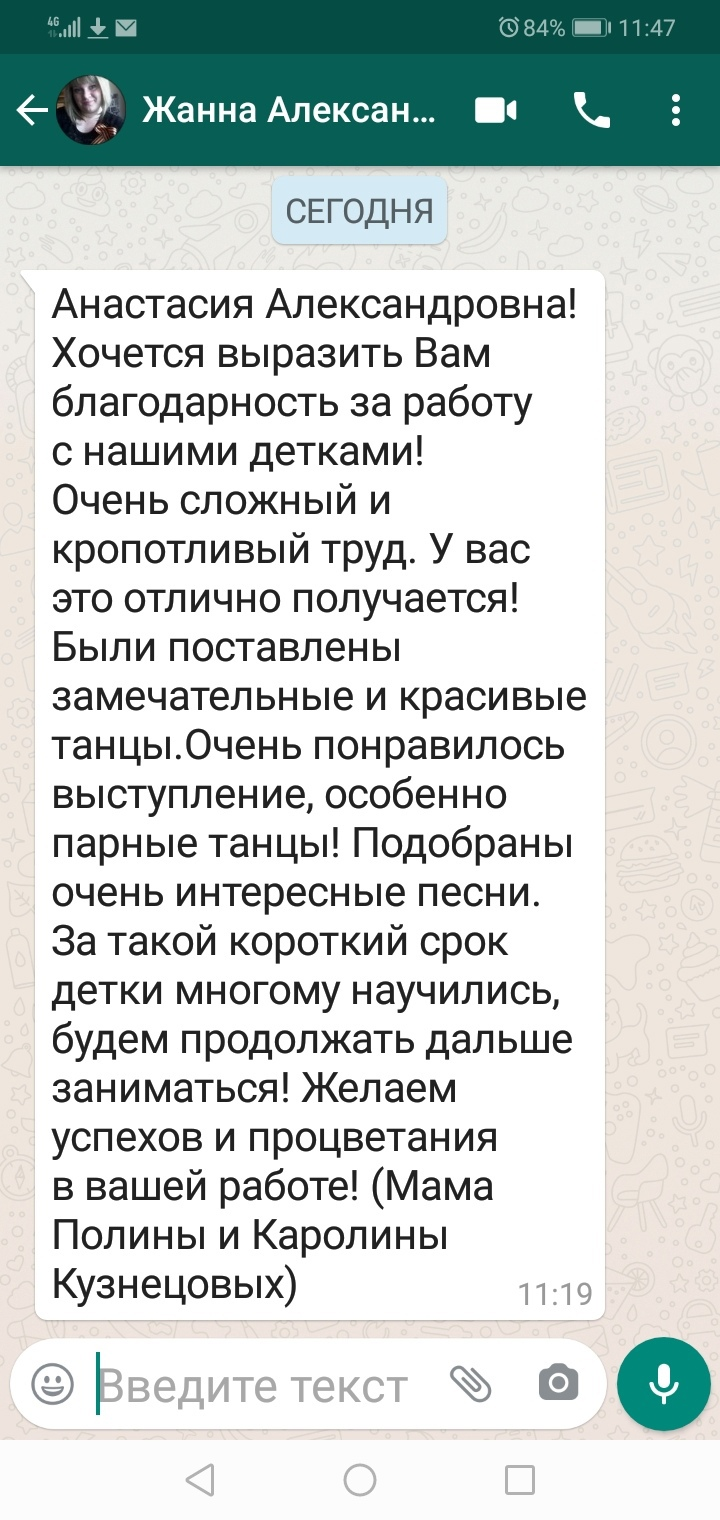 4G 84% 11:47
Жанна Алексан...
СЕГОДНЯ
Анастасия Александровна!
Хочется выразить Вам
благодарность за работу
с нашими детками!
Очень сложный и
кропотливый труд. У вас
это отлично получается!
Были поставлены
замечательные и красивые
танцы.Очень понравилось
выступление, особенно
парные танцы! Подобраны
очень интересные песни.
За такой короткий срок
детки многому научились,
будем продолжать дальше
заниматься! Желаем
успехов и процветания
в вашей работе! (Мама
Полины и Каролины
Кузнецовых)
11:19
Введите текст